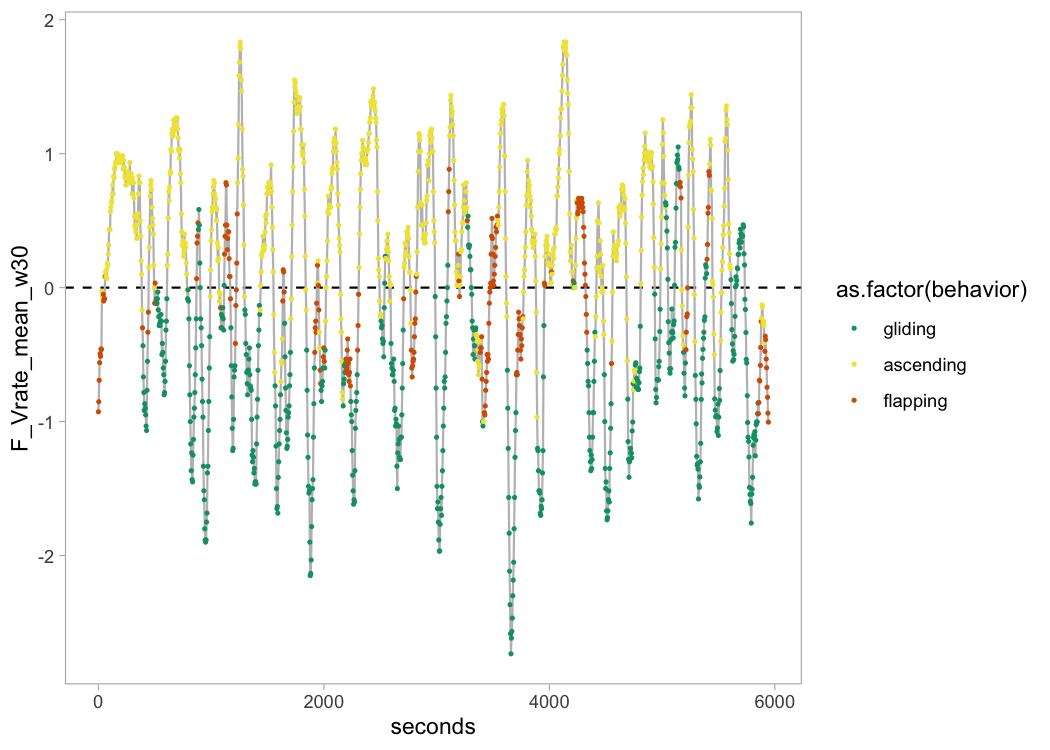 2
1
0
-1
-2
F_Vrate_mean_w30
0
2000
4000
6000
seconds
as.factor(behavior)
gliding
ascending
flapping